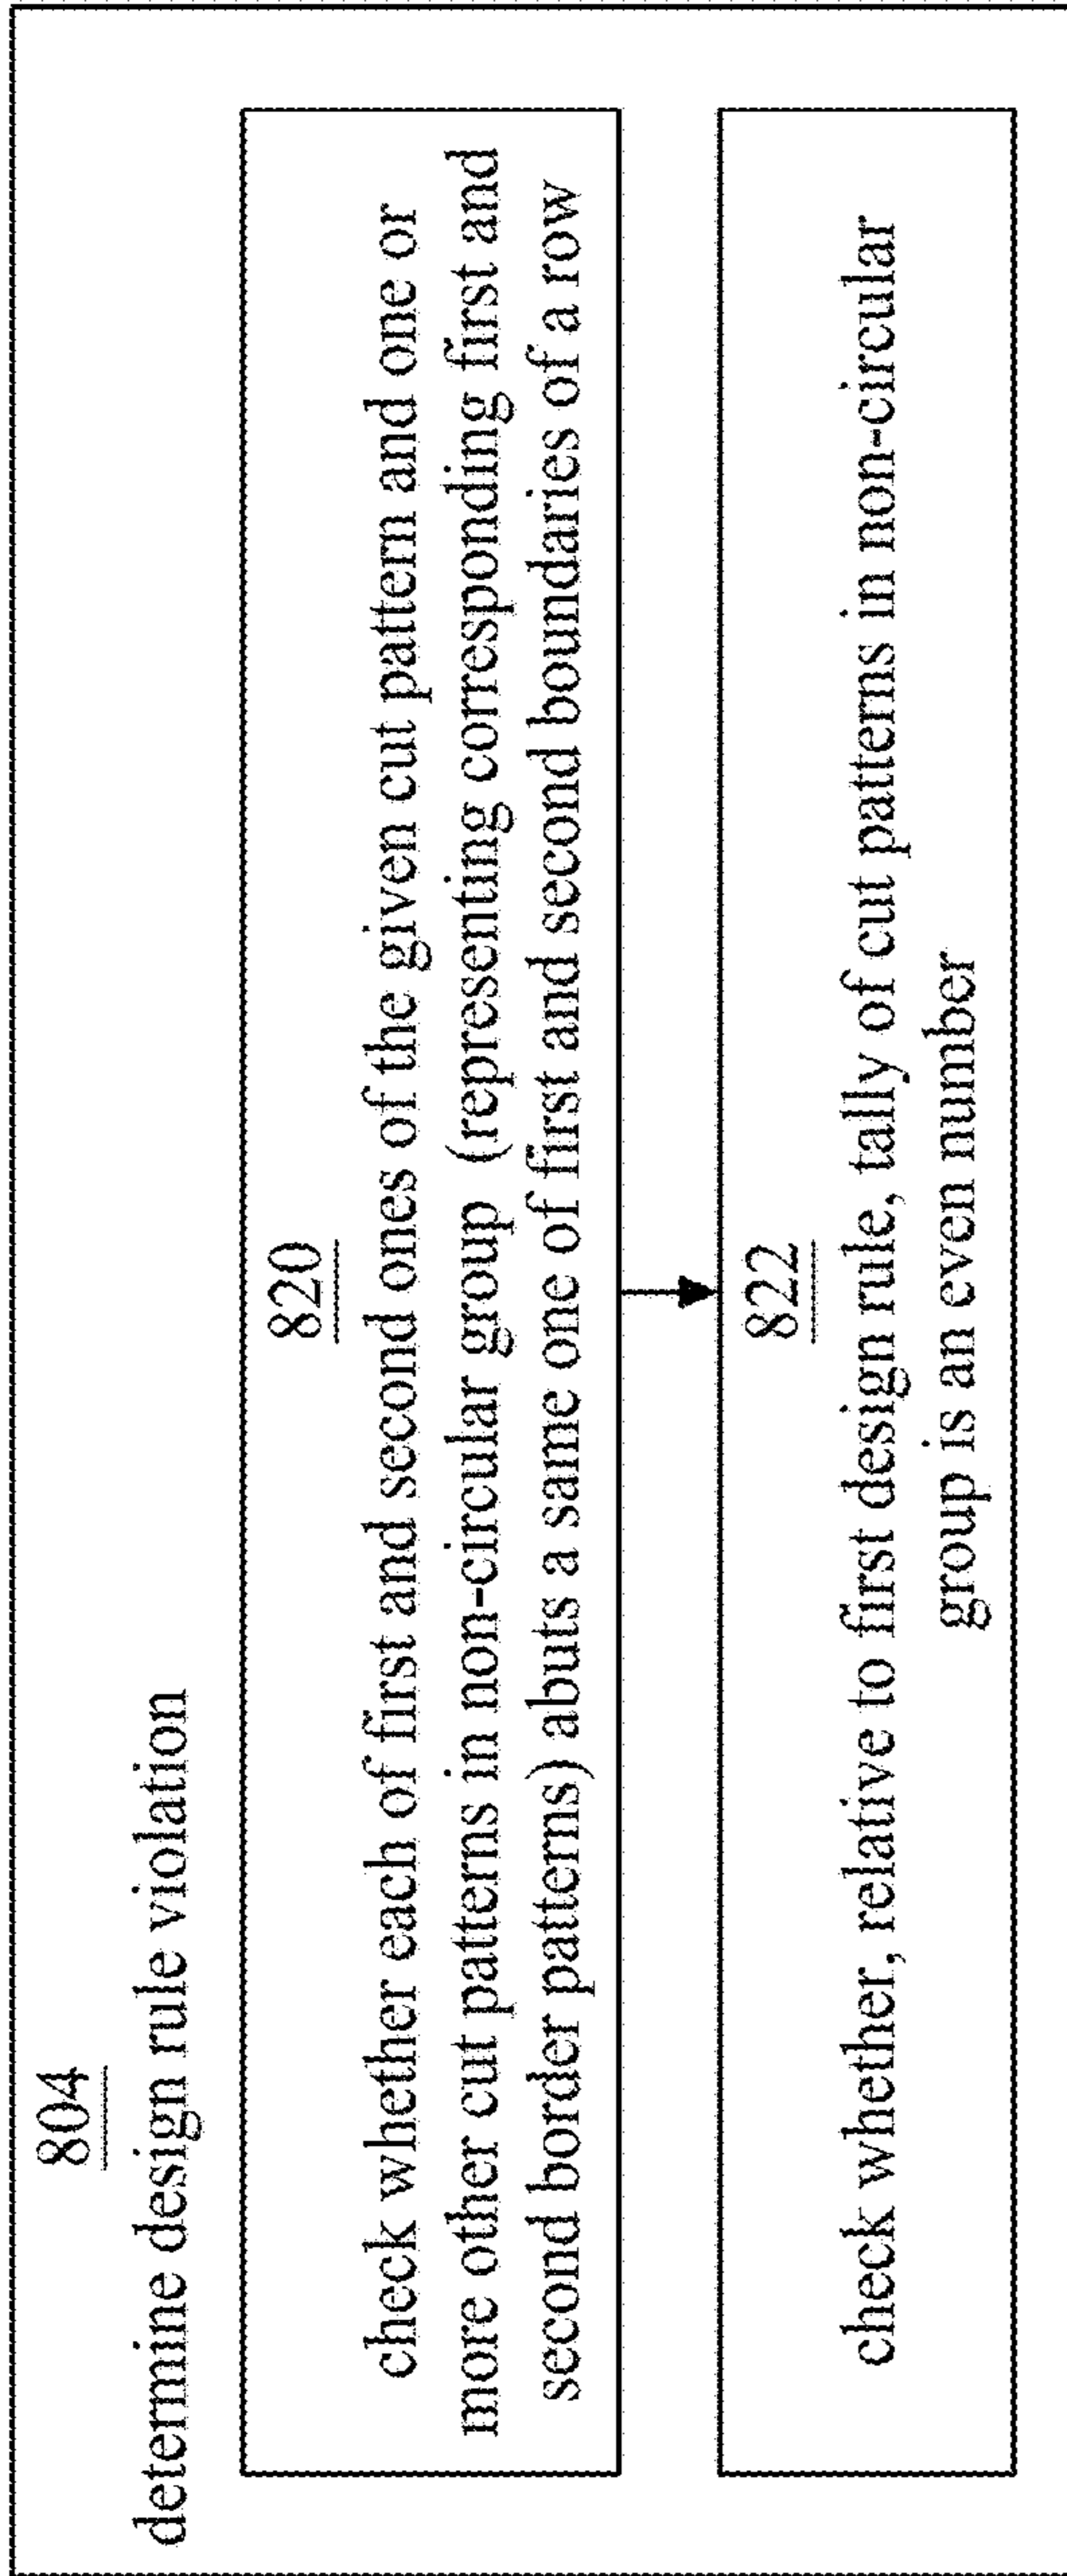 804
determine design rule violation
820
check whether each of first and second ones of the given cut pattern and one or
more other cut patterns in non-circular group (representing corresponding first and
second border patterns) abuts a same one of first and second boundaries of a row
822
check whether, relative to first design rule, tally of cut patterns in non-circular
group is an even number